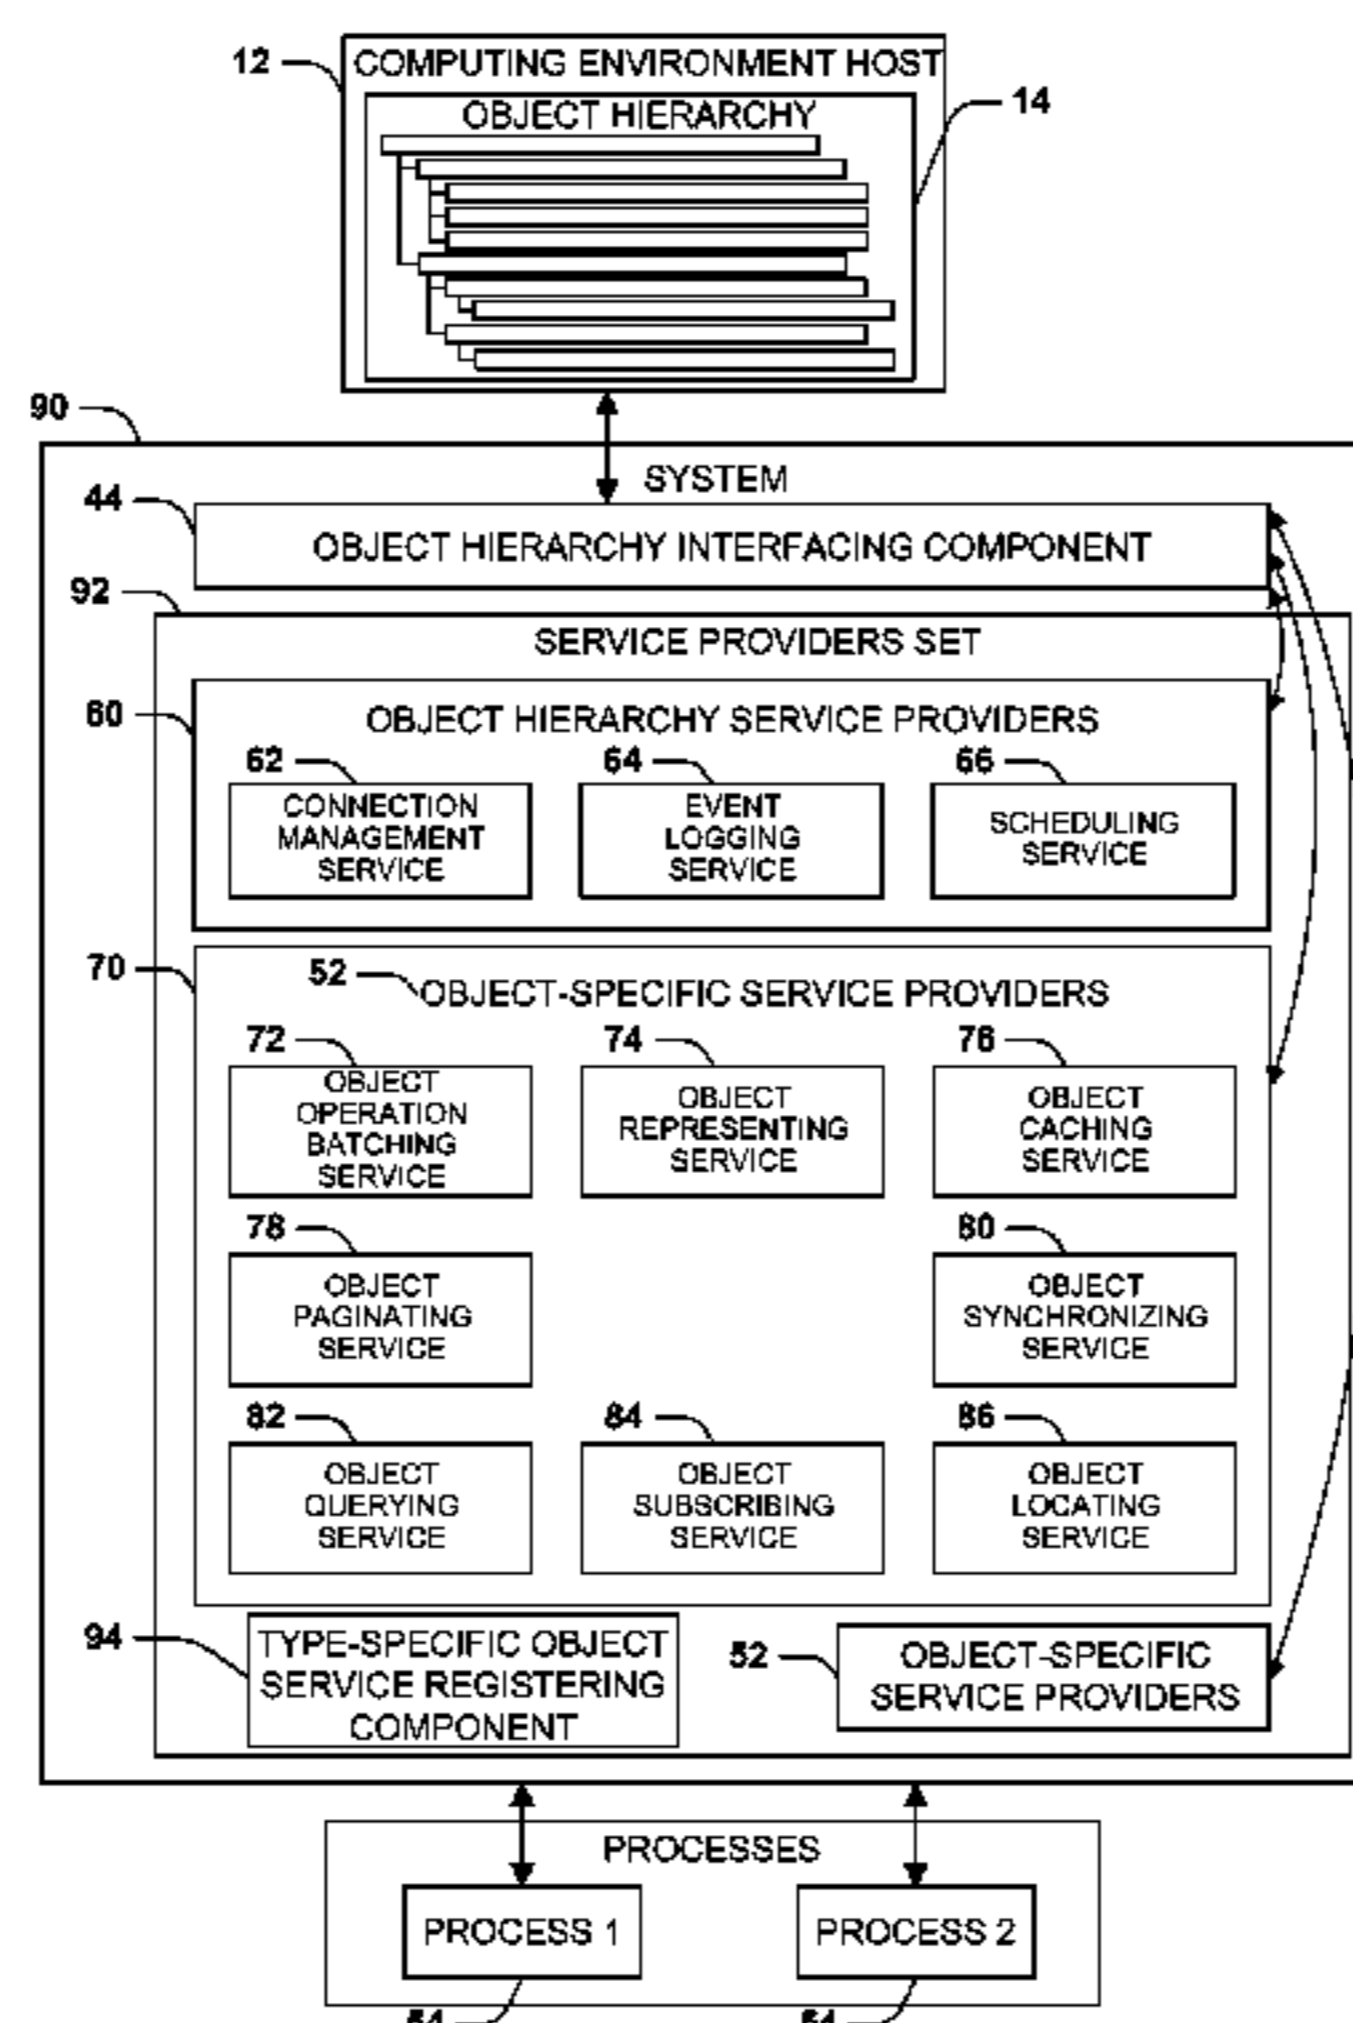 12
COMPUTING ENVIRONMENT HOST
OBJECT HIERARCHY
14
90
SYSTEM
44
OBJECT HIERARCHY INTERFACING COMPONENT
92
SERVICE PROVIDERS SET
60
OBJECT HIERARCHY SERVICE PROVIDERS
62
64
66
CONNECTION
MANAGEMENT
SERVICE
EVENT
LOGGING
SERVICE
SCHEDULING
SERVICE
70
52
OBJECT-SPECIFIC SERVICE PROVIDERS
72
74
76
OBJECT
OPERATION
BATCHING
SERVICE
OBJECT
REPRESENTING
SERVICE
OBJECT
CACHING
SERVICE
78
80
OBJECT
PAGINATING
SERVICE
OBJECT
SYNCHRONIZING
SERVICE
82
84
86
OBJECT
QUERYING
SERVICE
OBJECT
SUBSCRIBING
SERVICE
OBJECT
LOCATING
SERVICE
94
TYPE-SPECIFIC OBJECT
SERVICE REGISTERING
COMPONENT
52
OBJECT-SPECIFIC
SERVICE PROVIDERS
PROCESSES
PROCESS 1
PROCESS 2